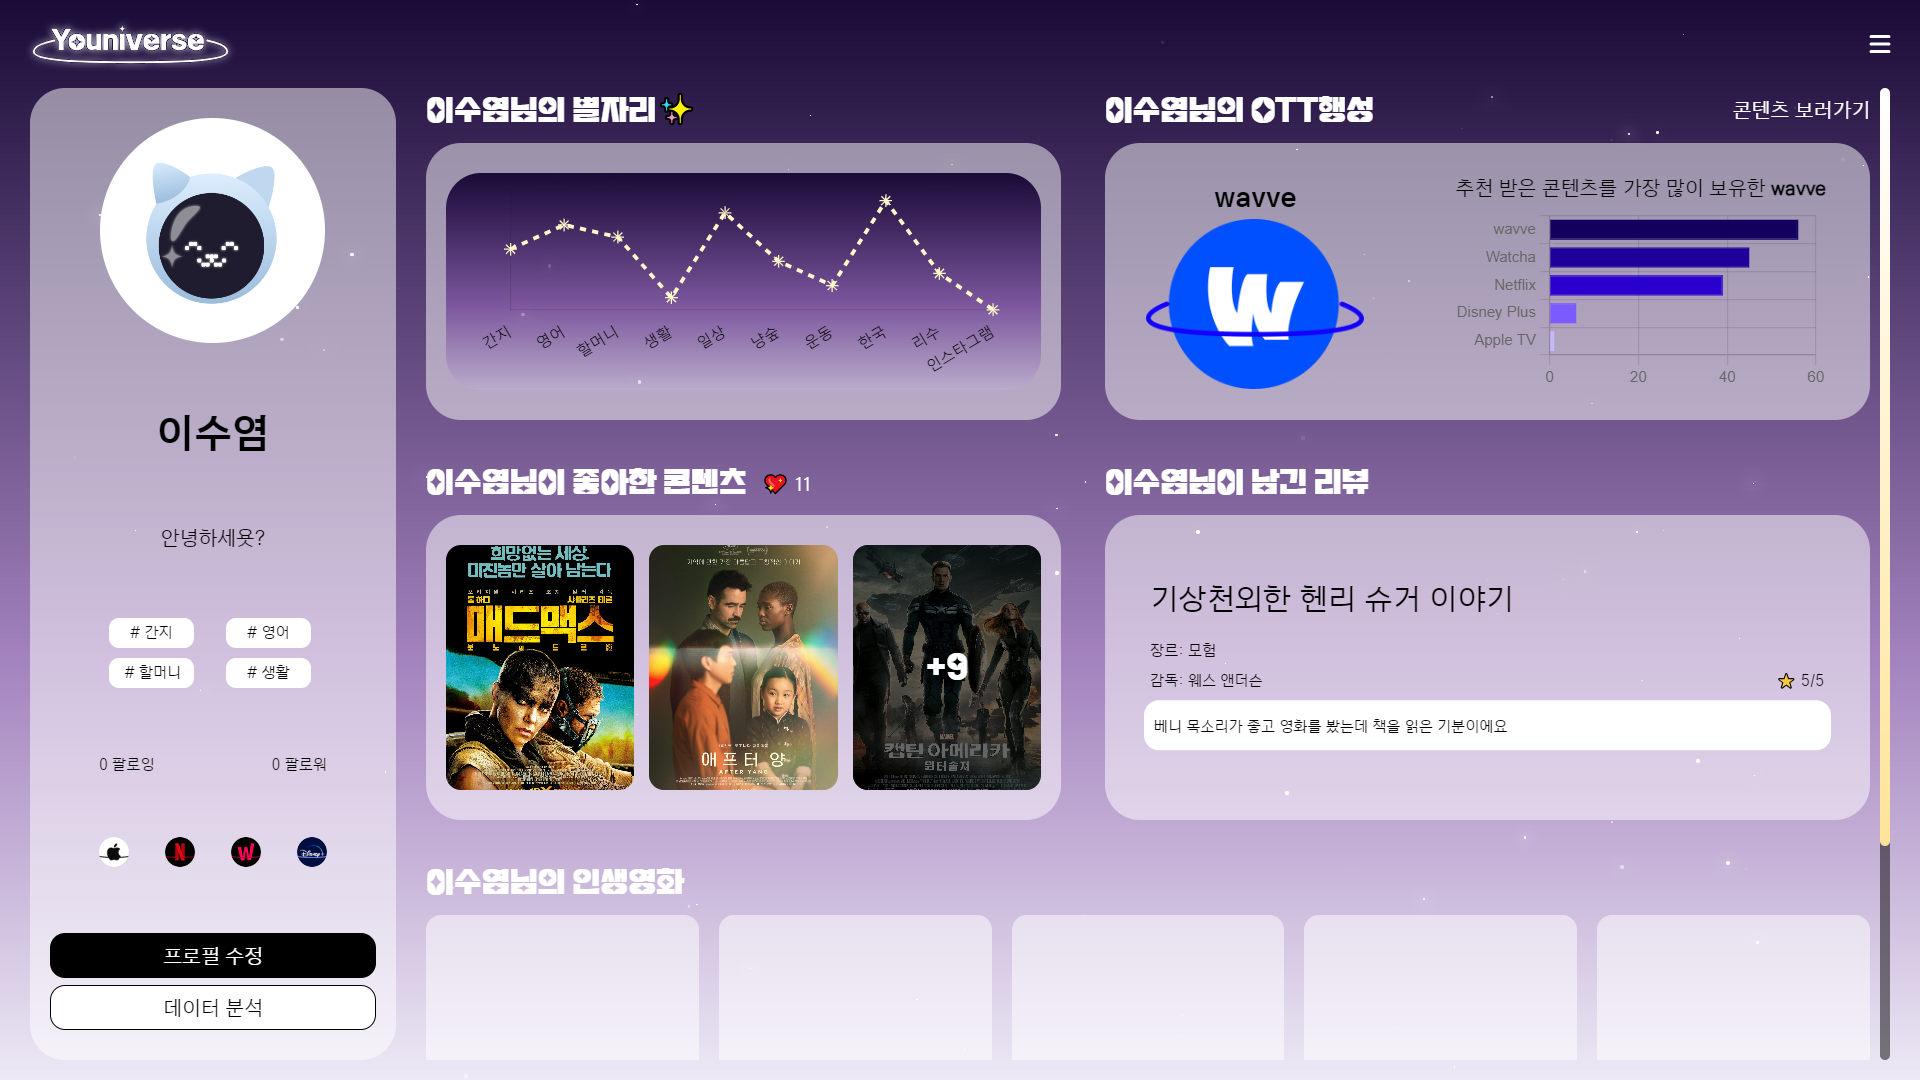 Youniverse
이수염
안녕하세욧?
# 간지
# 영어
# 할머니
# 생활
0 팔로잉
0 팔로워
프로필 수정
데이터 분석
이수염님의 별자리
간지
영어
할머니
생활
일상
낭숲
운동
한국
리수
인스타그램
이수염님의 OTT행성
콘텐츠 보러가기
wavve
W
추천 받은 콘텐츠를 가장 많이 보유한 wavve
wavve
Watcha
Netflix
Disney Plus
Apple TV
0 20 40 60
이수염님이 좋아한 콘텐츠 11
희망없는 세상,
미친놈만 살아 남는다
매드맥스
애프터 양
AFTER YANG
+9
캡틴 아메리카
윈터솔져
이수염님이 남긴 리뷰
기상천외한 헨리 슈거 이야기
장르: 모험
감독: 웨스 앤더슨
5/5
베니 목소리가 좋고 영화를 봤는데 책을 읽은 기분이에요
이수염님의 인생영화